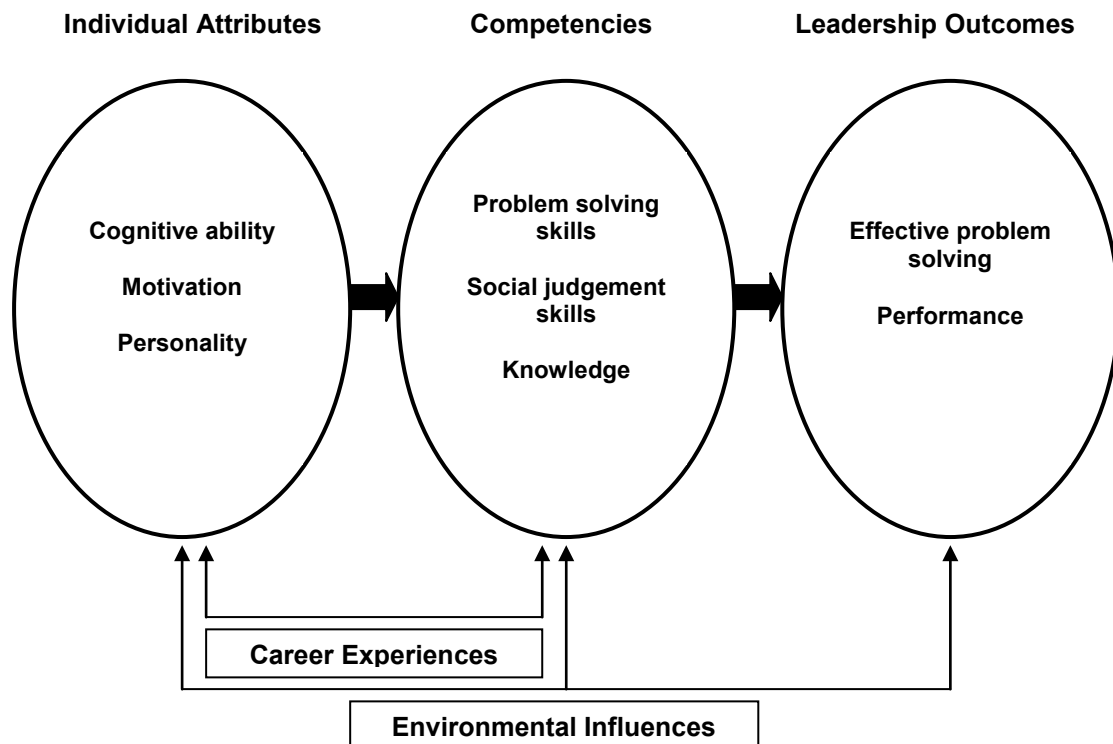 Individual Attributes
Competencies
Leadership Outcomes
Cognitive ability
Motivation
Personality
Problem solving
skills
Social judgement
skills
Knowledge
Effective problem
solving
Performance
Career Experiences
Environmental Influences